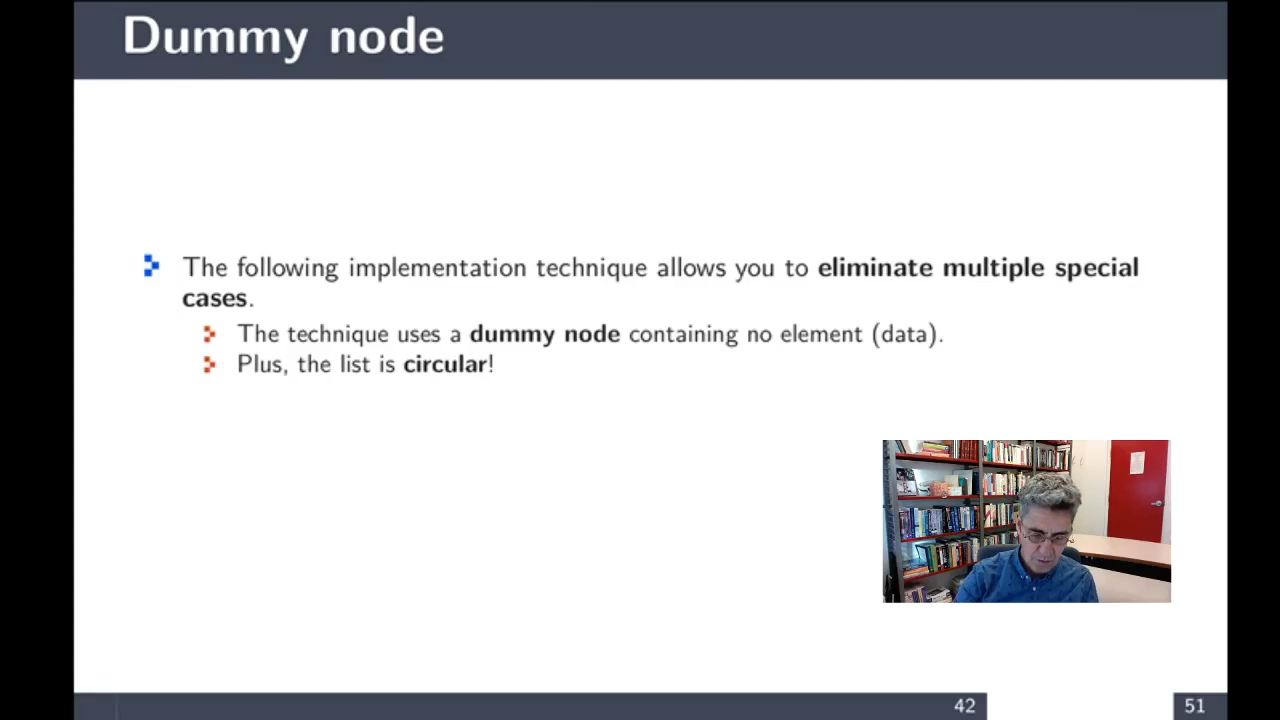 Dummy node
The following implementation technique allows you to eliminate multiple special
cases.
The technique uses a dummy node containing no element (data).
Plus, the list is circular!
42
51